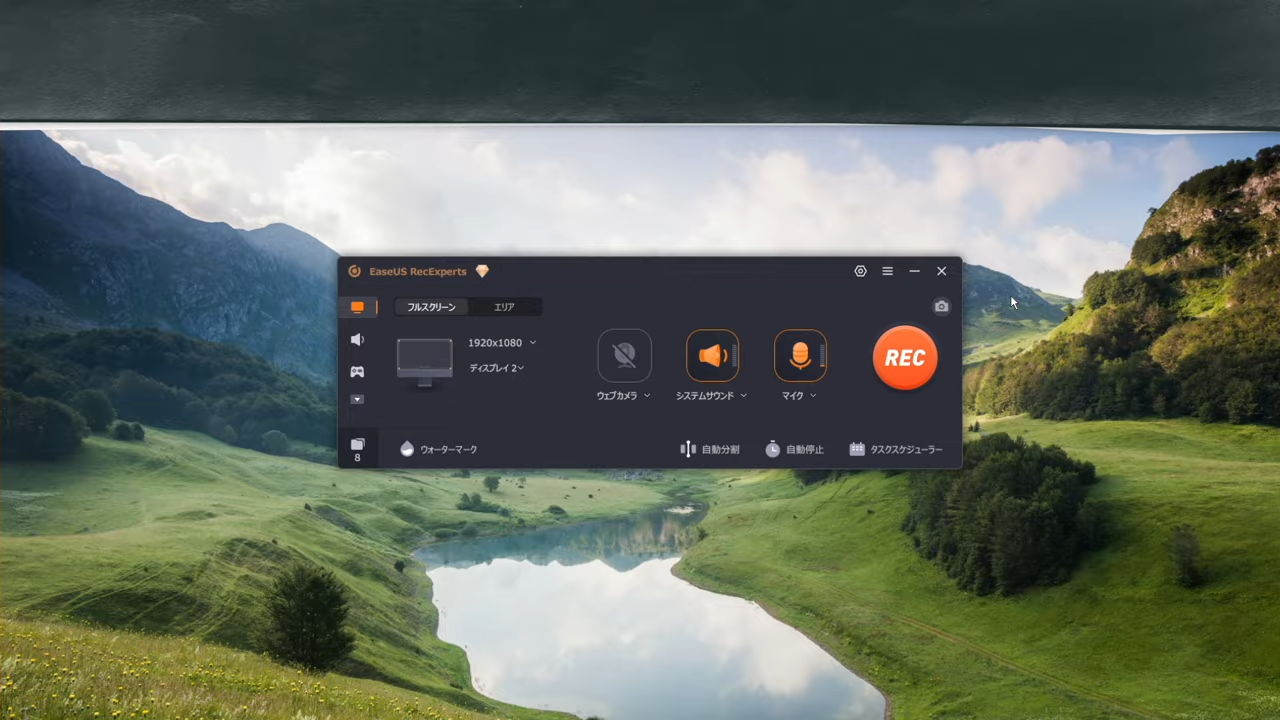 EaseUS RecExperts
フルスクリーン エリア
1920x1080
ディスプレイ 2
REC
ウェブカメラ システムサウンド マイク
8
ウォーターマーク 自動分割 自動停止 タスクスケジューラー